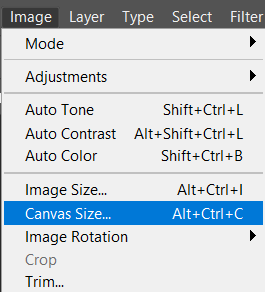 Image Layer Type Select Filter
Mode
Adjustments
Auto Tone Shift+Ctrl+L
Auto Contrast Alt+Shift+Ctrl+L
Auto Color Shift+Ctrl+B
Image Size... Alt+Ctrl+I
Canvas Size... Alt+Ctrl+C
Image Rotation
Crop
Trim...